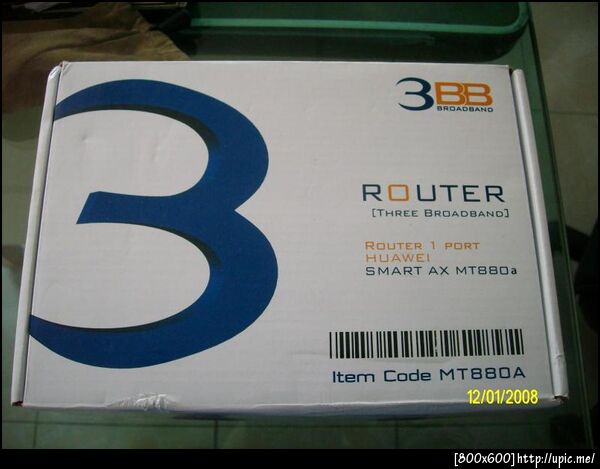 3
3BB
BROADBAND
ROUTER
[THREE BROADBAND]
ROUTER 1 PORT
HUAWEI
SMART AX MT880a
Item Code MT880A
12/01/2008
[800x600]http://upic.me/